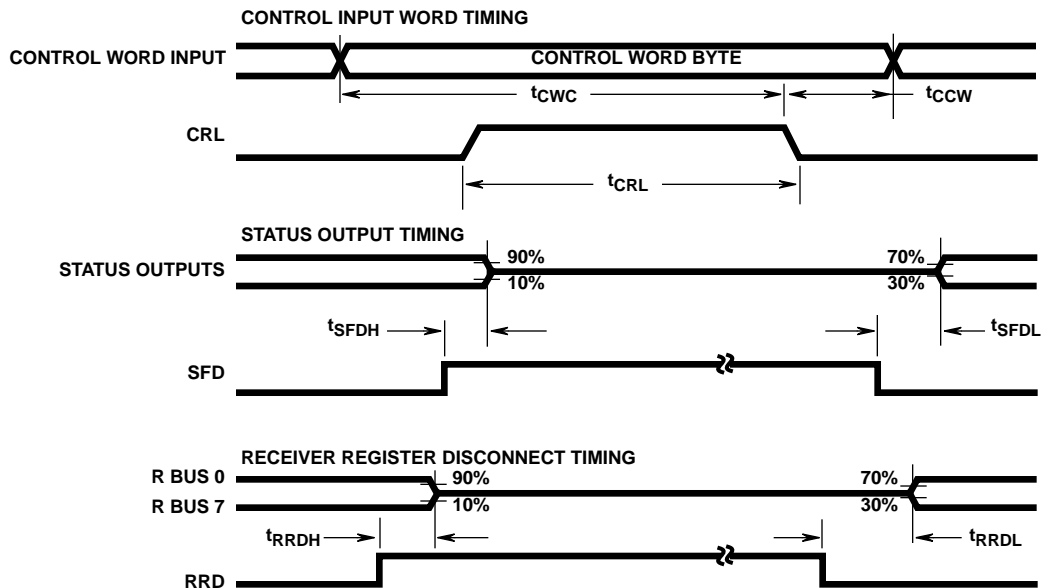 CONTROL INPUT WORD TIMING
CONTROL WORD INPUT
CONTROL WORD BYTE
tCWC
tCCW
CRL
tCRL
STATUS OUTPUT TIMING
STATUS OUTPUTS
90%
70%
10%
30%
tSFDH
tSFDL
SFD
RECEIVER REGISTER DISCONNECT TIMING
R BUS 0
90%
70%
R BUS 7
10%
30%
tRRDH
tRRDL
RRD